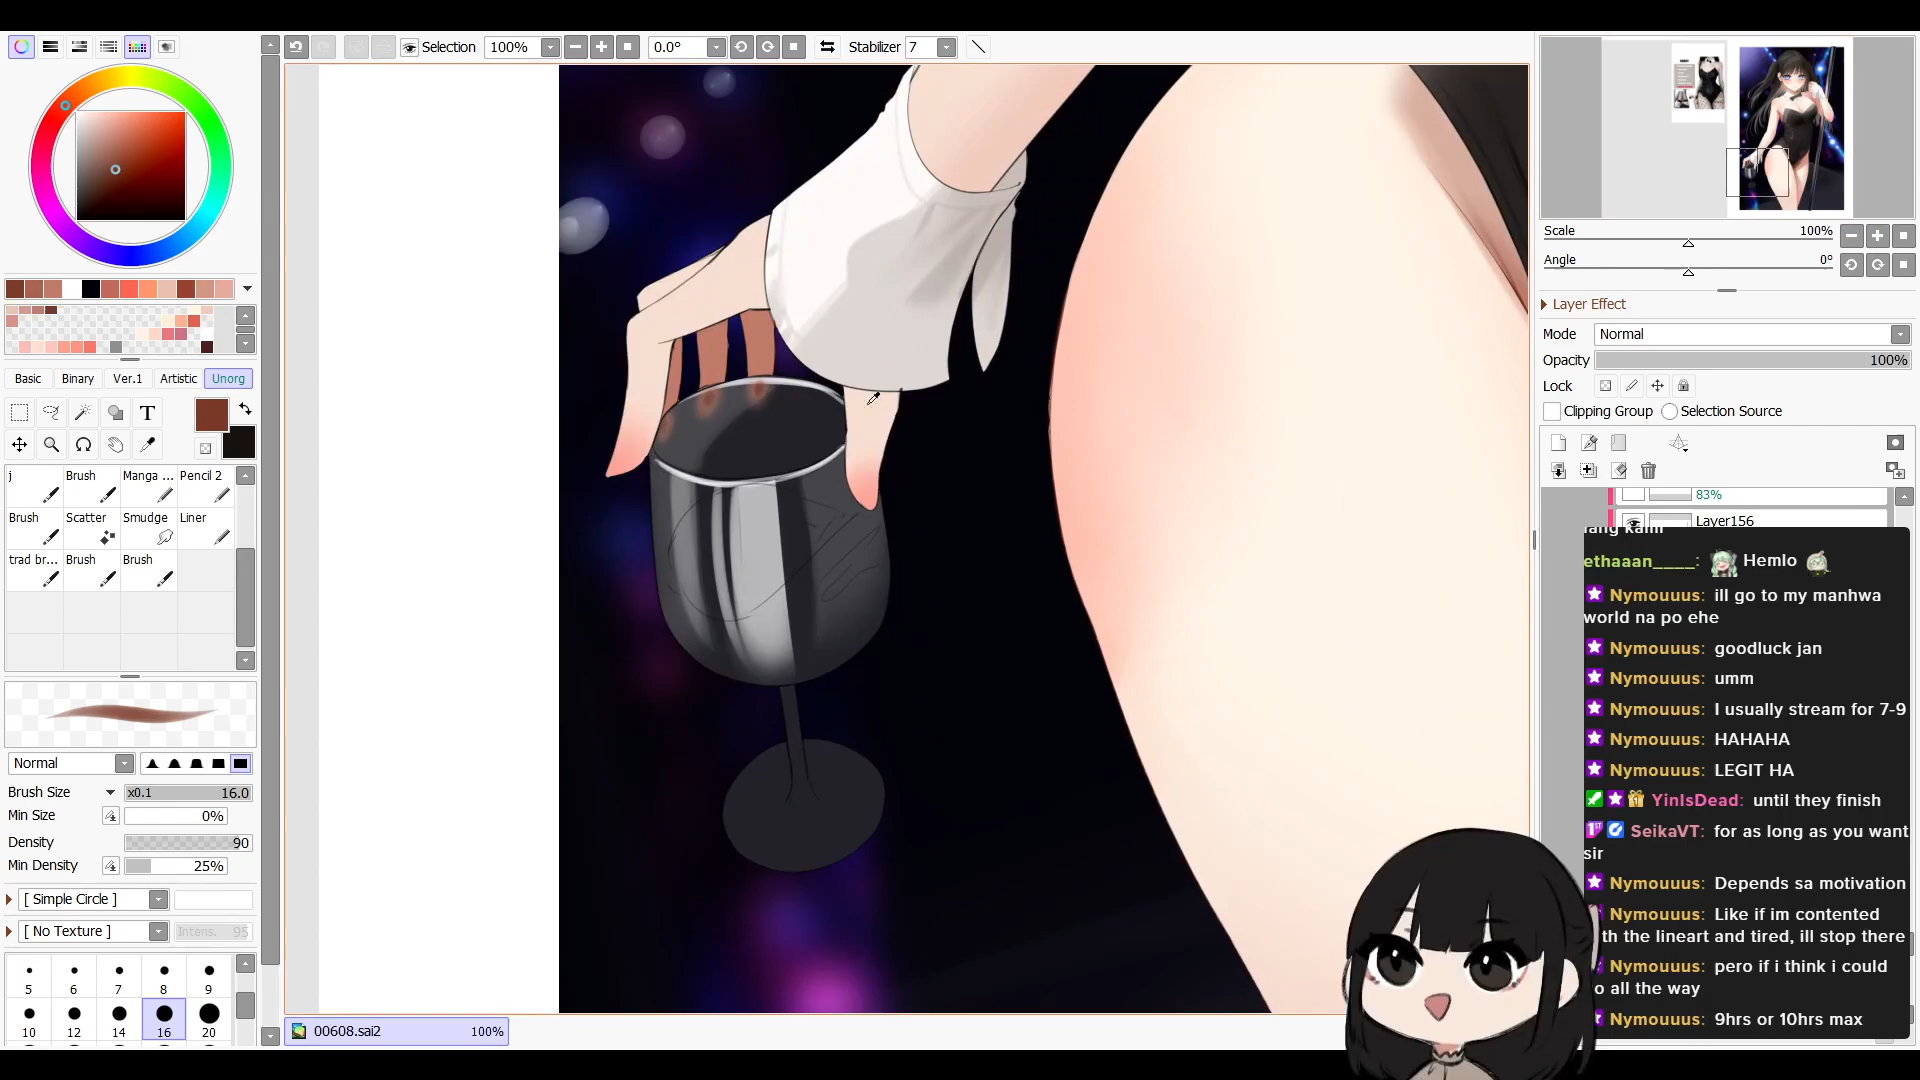 Selection 100% 0.0° Stabilizer 7
Scale 100%
Angle 0°
Layer Effect
Mode Normal
Opacity 100%
Lock
Clipping Group Selection Source
83%
Layer156
Basic Binary Ver.1 Artistic Unorg
T
j Brush Manga ... Pencil 2
Brush Scatter Smudge Liner
trad br... Brush Brush
Normal
Brush Size x0.1 16.0
Min Size 0%
Density 90
Min Density 25%
[ Simple Circle ]
[ No Texture ] Intens. 95
5 6 7 8 9
10 12 14 16 20
00608.sai2 100%
ethaaan____: Hemlo
Nymouuus: ill go to my manhwa
world na po ehe
Nymouuus: goodluck jan
Nymouuus: umm
Nymouuus: I usually stream for 7-9
Nymouuus: HAHAHA
Nymouuus: LEGIT HA
YinIsDead: until they finish
SeikaVT: for as long as you want
sir
Nymouuus: Depends sa motivation
Nymouuus: Like if im contented
th the lineart and tired, ill stop there
Nymouuus: pero if i think i could
o all the way
Nymouuus: 9hrs or 10hrs max